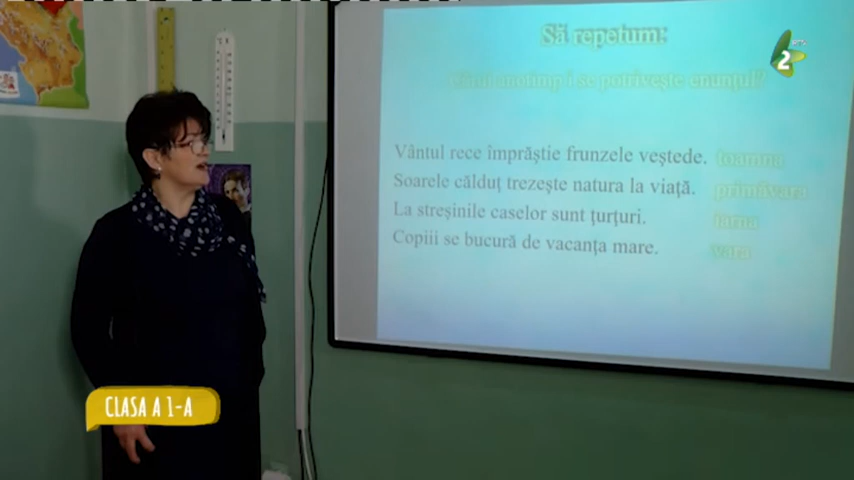 Să repetăm:
Cărui anotimp i se potrivește enunțul?
Vântul rece împrăștie frunzele veștede. toamna
Soarele călduț trezește natura la viață. primăvara
La streșinile caselor sunt țurțuri. iarna
Copiii se bucură de vacanța mare. vara
2
CLASA A 1-A